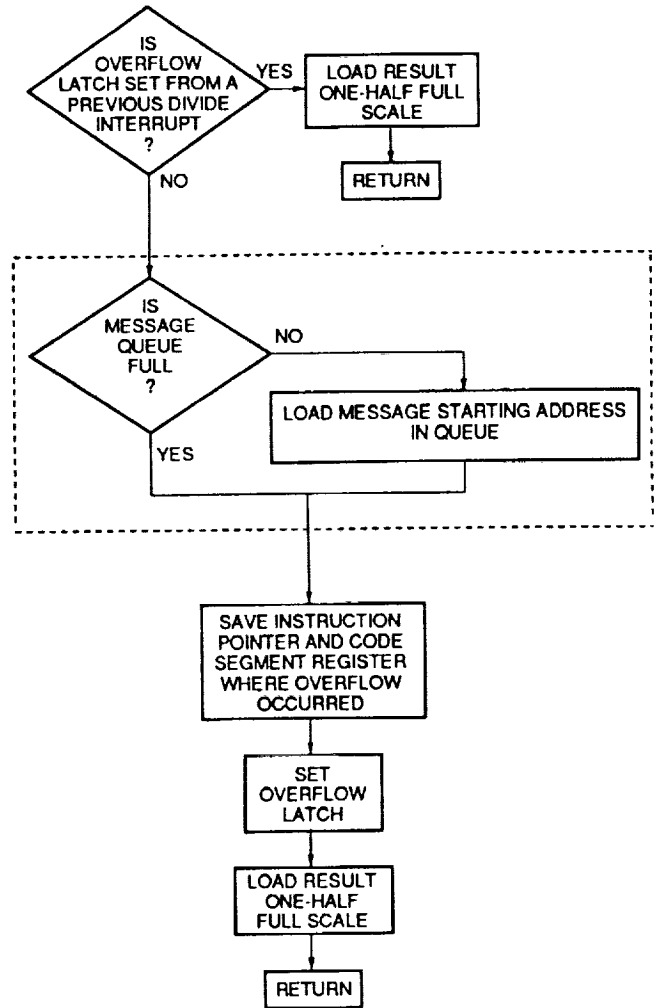 IS
OVERFLOW
LATCH SET FROM A
PREVIOUS DIVIDE
INTERRUPT
?
YES
LOAD RESULT
ONE-HALF FULL
SCALE
RETURN
NO
IS
MESSAGE
QUEUE
FULL
?
NO
LOAD MESSAGE STARTING ADDRESS
IN QUEUE
YES
SAVE INSTRUCTION
POINTER AND CODE
SEGMENT REGISTER
WHERE OVERFLOW
OCCURRED
SET
OVERFLOW
LATCH
LOAD RESULT
ONE-HALF
FULL SCALE
RETURN